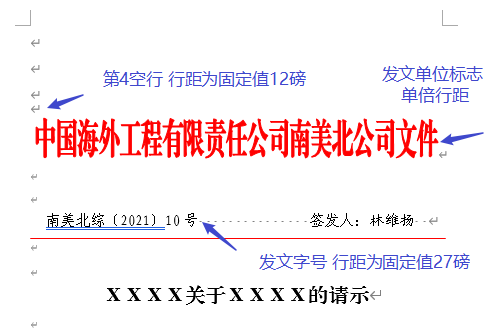 第4空行 行距为固定值12磅
发文单位标志
单倍行距
中国海外工程有限责任公司南美北公司文件
南美北综〔2021〕10号 签发人：林维杨
发文字号 行距为固定值27磅
ＸＸＸＸ关于ＸＸＸＸ的请示